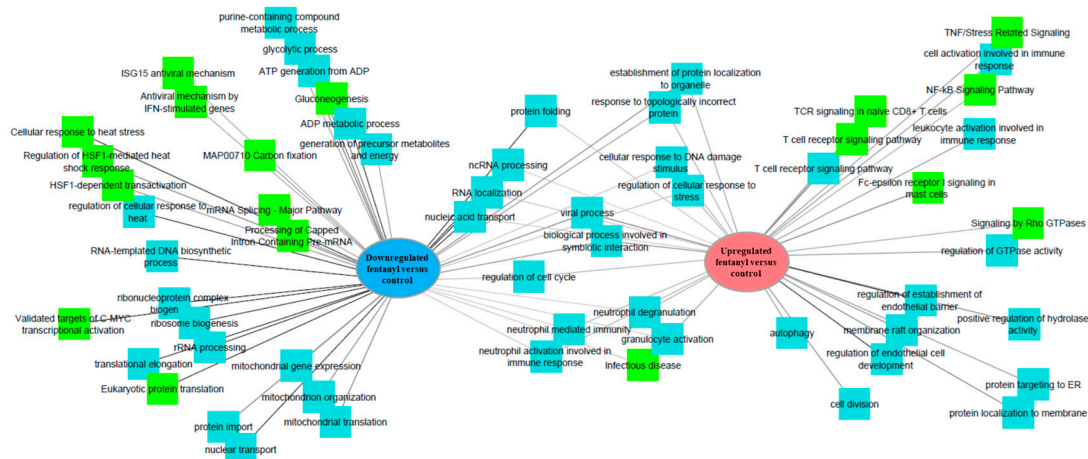 purine-containing compound
metabolic process
glycolytic process
ATP generation from ADP
Gluconeogenesis
ADP metabolic process
generation of precursor metabolites
and energy
ISG15 antiviral mechanism
Antiviral mechanism by
IFN-stimulated genes
Cellular response to heat stress
Regulation of HSF1-mediated heat
shock response
HSF1-dependent transactivation
regulation of cellular response to
heat
MAP00710 Carbon fixation
mRNA Splicing - Major Pathway
Processing of Capped
Intron-Containing Pre-mRNA
RNA-templated DNA biosynthetic
process
ribonucleoprotein complex
biogen
ribosome biogenesis
rRNA processing
Validated targets of C-MYC
transcriptional activation
translational elongation
Eukaryotic protein translation
mitochondrial gene expression
mitochondrion organization
mitochondrial translation
protein import
nuclear transport
Downregulated
fentanyl versus
control
establishment of protein localization
to organelle
response to topologically incorrect
protein
protein folding
ncRNA processing
RNA localization
nucleic acid transport
cellular response to DNA damage
stimulus
regulation of cellular response to
stress
viral process
biological process involved in
symbiotic interaction
regulation of cell cycle
neutrophil degranulation
neutrophil mediated immunity
granulocyte activation
neutrophil activation involved in
immune response
Infectious disease
Upregulated
fentanyl versus
control
TNF/Stress Related Signaling
cell activation involved in immune
response
NF-kB Signaling Pathway
TCR signaling in naive CD8+ T cells
T cell receptor signaling pathway
T cell receptor signaling pathway
leukocyte activation involved in
immune response
Fc-epsilon receptor I signaling in
mast cells
Signaling by Rho GTPases
regulation of GTPase activity
regulation of establishment of
endothelial barrier
membrane raft organization
regulation of endothelial cell
development
positive regulation of hydrolase
activity
autophagy
cell division
protein targeting to ER
protein localization to membrane